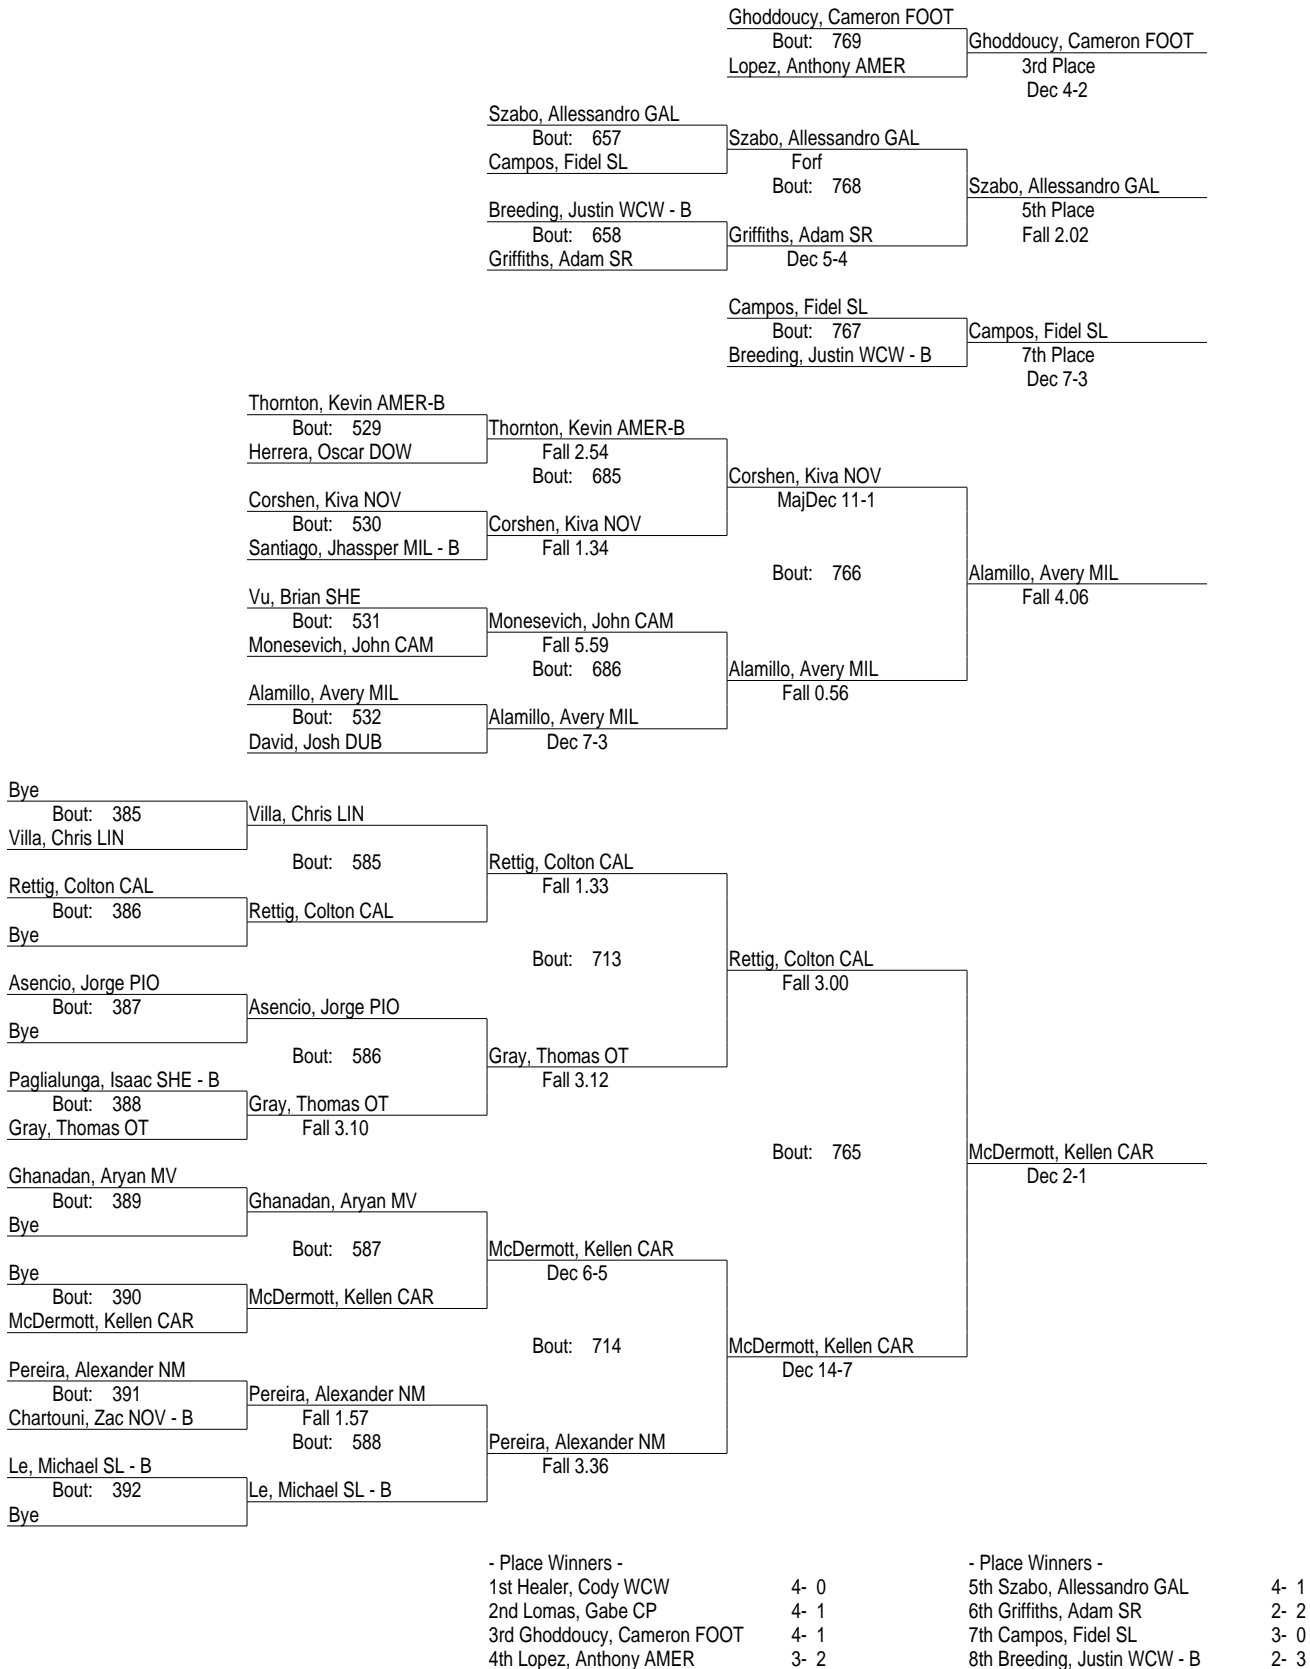 Ghoddoucy, Cameron FOOT
Bout: 769
Ghoddoucy, Cameron FOOT
Lopez, Anthony AMER
3rd Place
Dec 4-2
Szabo, Allessandro GAL
Bout: 657
Szabo, Allessandro GAL
Campos, Fidel SL
Forf
Bout: 768
Szabo, Allessandro GAL
Breeding, Justin WCW - B
5th Place
Bout: 658
Griffiths, Adam SR
Fall 2.02
Griffiths, Adam SR
Dec 5-4
Campos, Fidel SL
Bout: 767
Campos, Fidel SL
Breeding, Justin WCW - B
7th Place
Dec 7-3
Thornton, Kevin AMER-B
Bout: 529
Thornton, Kevin AMER-B
Herrera, Oscar DOW
Fall 2.54
Bout: 685
Corshen, Kiva NOV
Corshen, Kiva NOV
MajDec 11-1
Bout: 530
Corshen, Kiva NOV
Santiago, Jhassper MIL - B
Fall 1.34
Bout: 766
Alamillo, Avery MIL
Vu, Brian SHE
Fall 4.06
Bout: 531
Monesevich, John CAM
Monesevich, John CAM
Fall 5.59
Bout: 686
Alamillo, Avery MIL
Alamillo, Avery MIL
Fall 0.56
Bout: 532
Alamillo, Avery MIL
David, Josh DUB
Dec 7-3
Bye
Bout: 385
Villa, Chris LIN
Villa, Chris LIN
Bout: 585
Rettig, Colton CAL
Rettig, Colton CAL
Fall 1.33
Bout: 386
Rettig, Colton CAL
Bye
Bout: 713
Rettig, Colton CAL
Asencio, Jorge PIO
Fall 3.00
Bout: 387
Asencio, Jorge PIO
Bye
Bout: 586
Gray, Thomas OT
Paglialunga, Isaac SHE - B
Fall 3.12
Bout: 388
Gray, Thomas OT
Gray, Thomas OT
Fall 3.10
Bout: 765
McDermott, Kellen CAR
Ghanadan, Aryan MV
Dec 2-1
Bout: 389
Ghanadan, Aryan MV
Bye
Bout: 587
McDermott, Kellen CAR
Bye
Dec 6-5
Bout: 390
McDermott, Kellen CAR
McDermott, Kellen CAR
Bout: 714
McDermott, Kellen CAR
Pereira, Alexander NM
Dec 14-7
Bout: 391
Pereira, Alexander NM
Chartouni, Zac NOV - B
Fall 1.57
Bout: 588
Pereira, Alexander NM
Le, Michael SL - B
Fall 3.36
Bout: 392
Le, Michael SL - B
Bye
- Place Winners -
1st Healer, Cody WCW 4- 0
2nd Lomas, Gabe CP 4- 1
3rd Ghoddoucy, Cameron FOOT 4- 1
4th Lopez, Anthony AMER 3- 2
- Place Winners -
5th Szabo, Allessandro GAL 4- 1
6th Griffiths, Adam SR 2- 2
7th Campos, Fidel SL 3- 0
8th Breeding, Justin WCW - B 2- 3